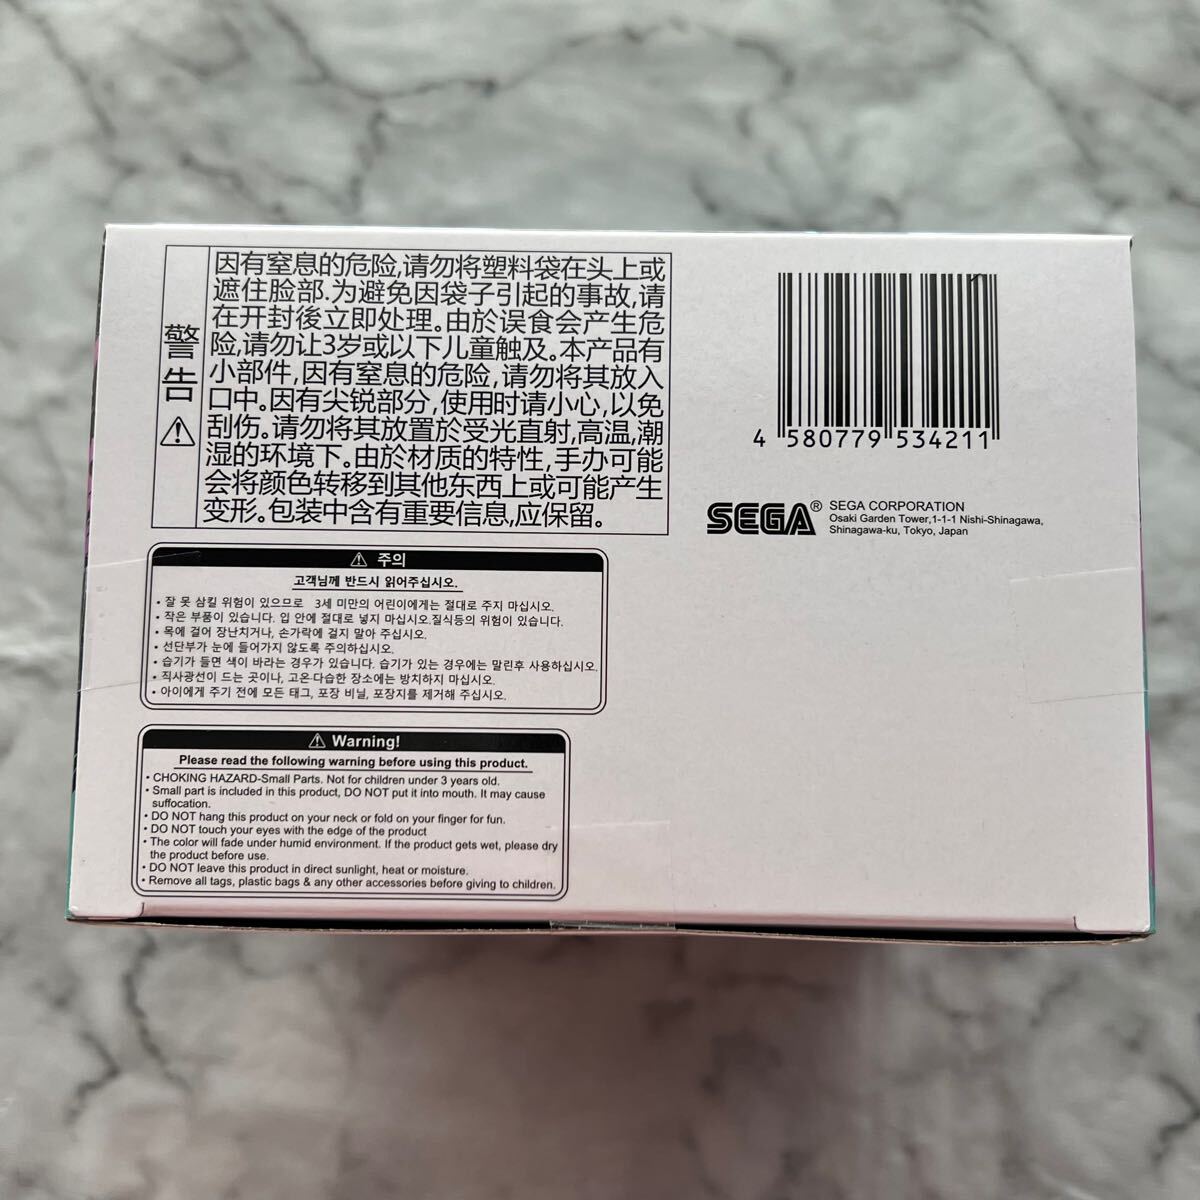 警告
因有窒息的危险,请勿将塑料袋在头上或
遮住脸部.为避免因袋子引起的事故,请
在开封後立即处理。由於误食会产生危
险,请勿让3岁或以下儿童触及。本产品有
小部件,因有窒息的危险,请勿将其放入
口中。因有尖锐部分,使用时请小心,以免
刮伤。请勿将其放置於受光直射,高温,潮
湿的环境下。由於材质的特性,手办可能
会将颜色转移到其他东西上或可能产生
变形。包装中含有重要信息,应保留。
4 580779 534211
SEGA® SEGA CORPORATION
Osaki Garden Tower,1-1-1 Nishi-Shinagawa,
Shinagawa-ku, Tokyo, Japan
⚠ 주의
고객님께 반드시 읽어주십시오.
• 잘 못 삼킬 위험이 있으므로 3세 미만의 어린이에게는 절대로 주지 마십시오.
• 작은 부품이 있습니다. 입 안에 절대로 넣지 마십시오.질식등의 위험이 있습니다.
• 목에 걸어 장난치거나, 손가락에 걸지 말아 주십시오.
• 선단부가 눈에 들어가지 않도록 주의하십시오.
• 습기가 들면 색이 바라는 경우가 있습니다. 습기가 있는 경우에는 말린후 사용하십시오.
• 직사광선이 드는 곳이나, 고온·다습한 장소에는 방치하지 마십시오.
• 아이에게 주기 전에 모든 태그, 포장 비닐, 포장지를 제거해 주십시오.
⚠ Warning!
Please read the following warning before using this product.
• CHOKING HAZARD-Small Parts. Not for children under 3 years old.
• Small part is included in this product, DO NOT put it into mouth. It may cause
suffocation.
• DO NOT hang this product on your neck or fold on your finger for fun.
• DO NOT touch your eyes with the edge of the product
• The color will fade under humid environment. If the product gets wet, please dry
the product before use.
• DO NOT leave this product in direct sunlight, heat or moisture.
• Remove all tags, plastic bags & any other accessories before giving to children.